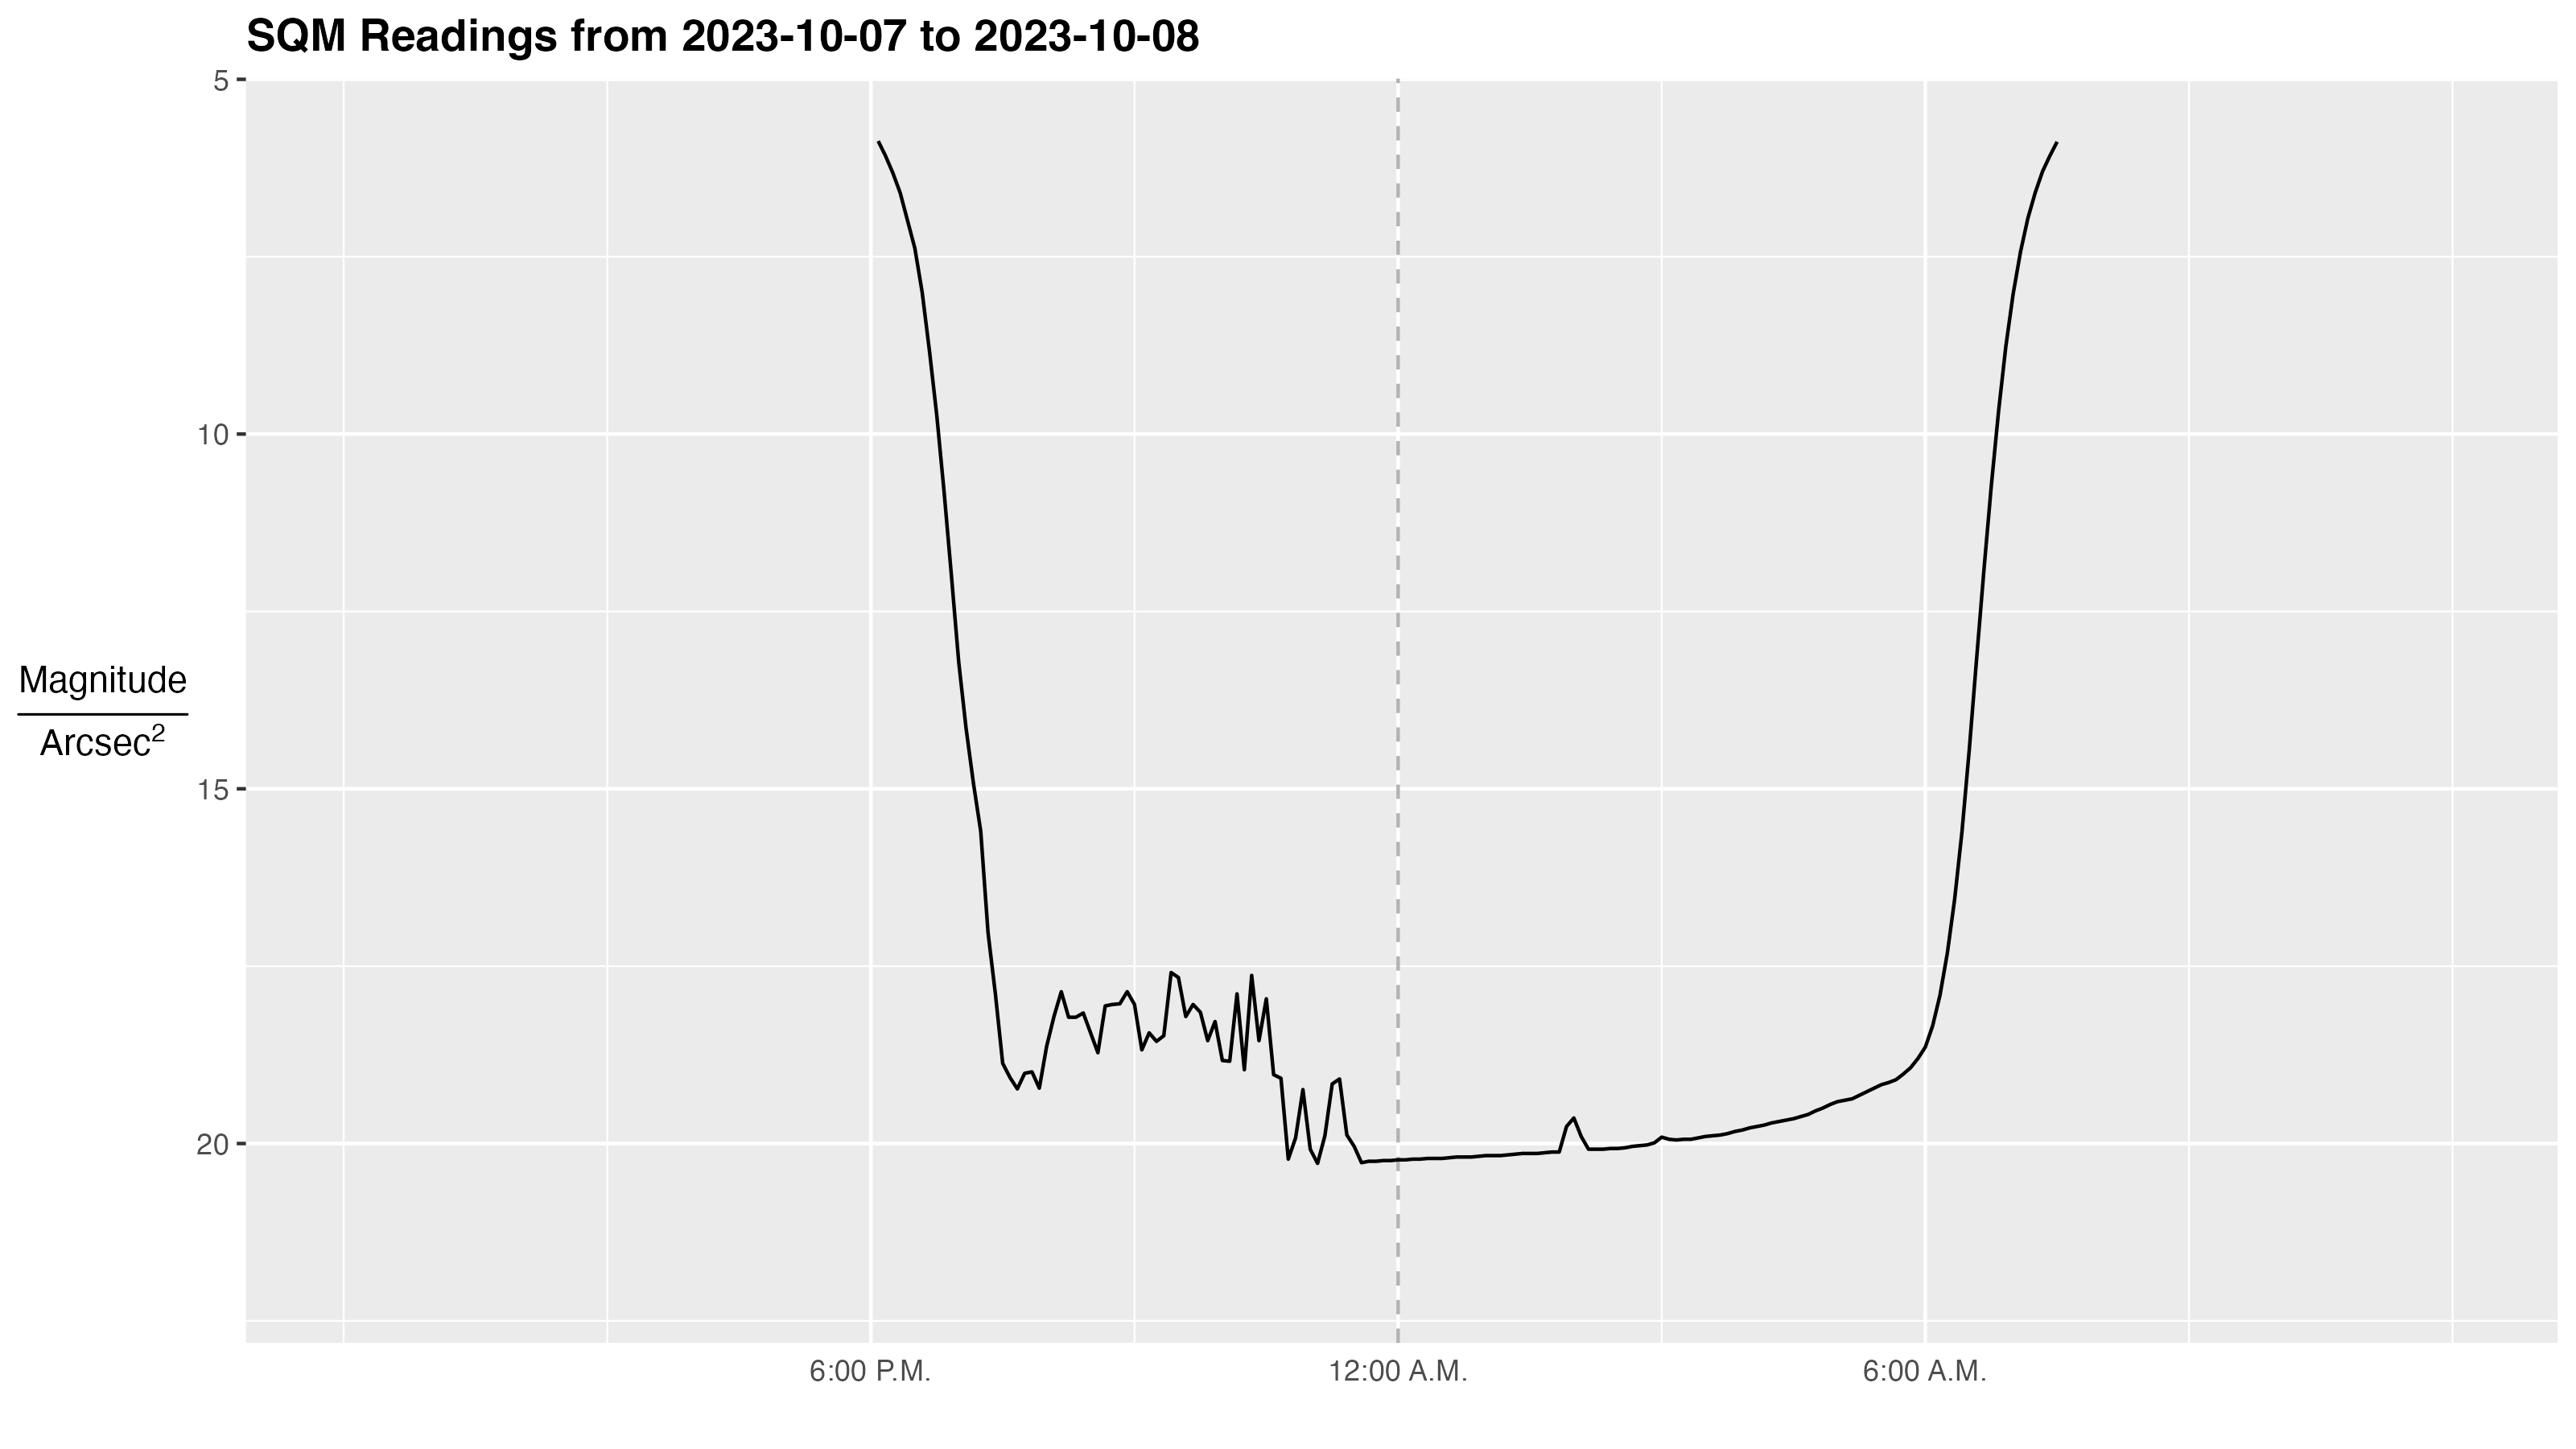 SQM Readings from 2023-10-07 to 2023-10-08
5
10
15
20
Magnitude
Arcsec²
6:00 P.M.
12:00 A.M.
6:00 A.M.